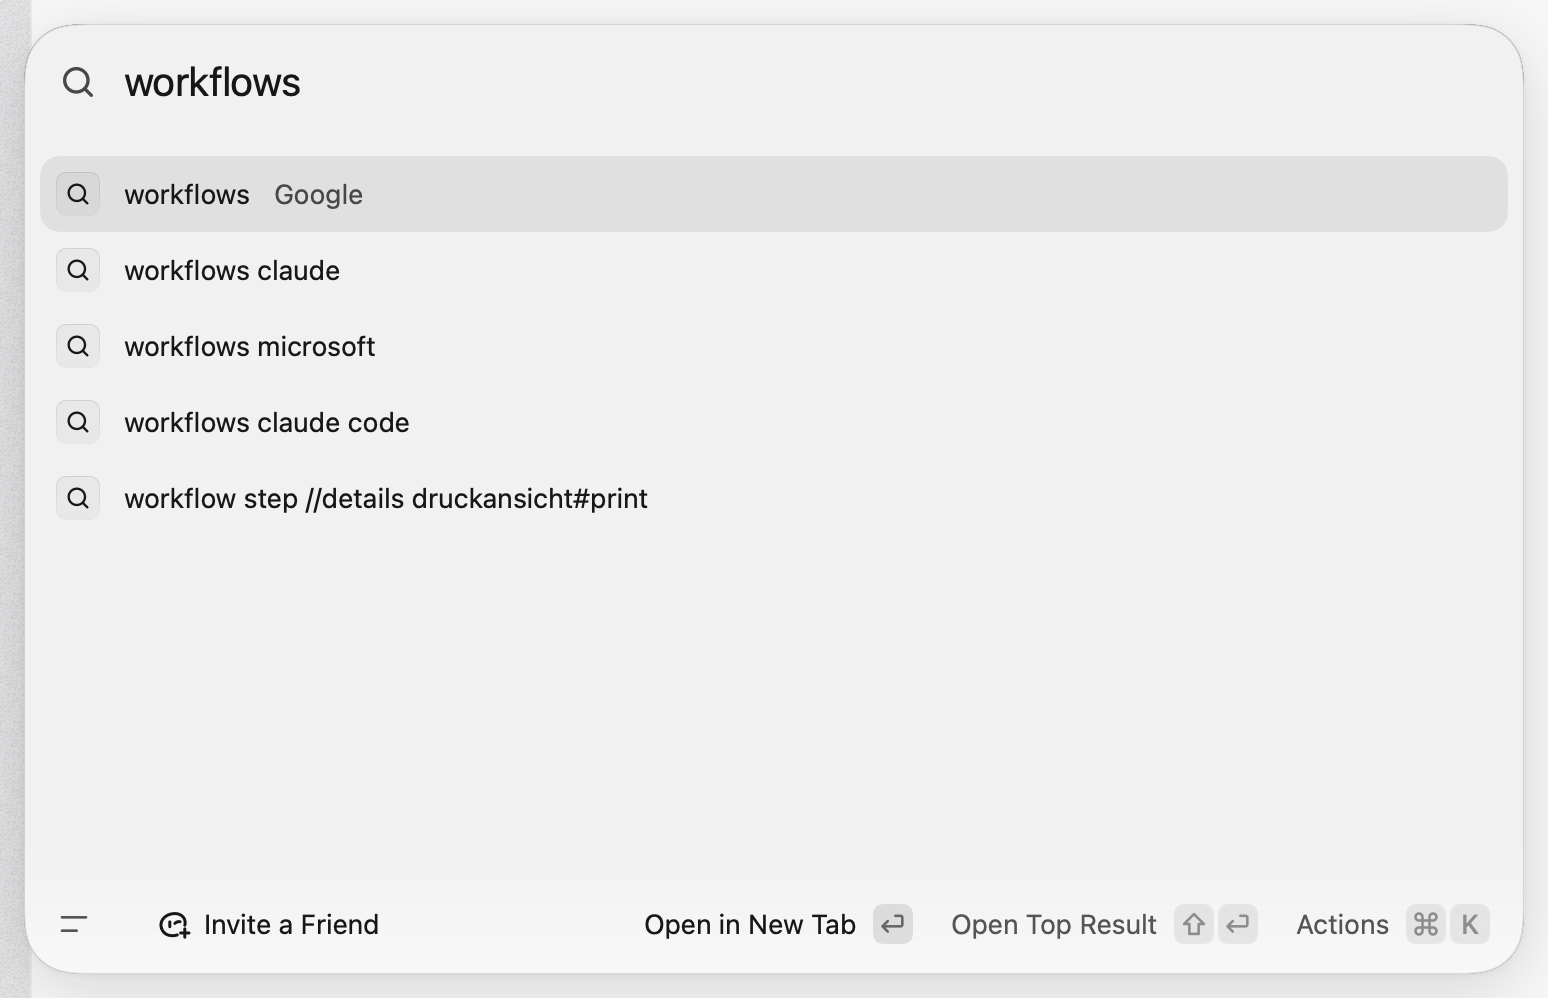 workflows
workflows Google
workflows claude
workflows microsoft
workflows claude code
workflow step //details druckansicht#print
Invite a Friend Open in New Tab Open Top Result Actions ⌘ K